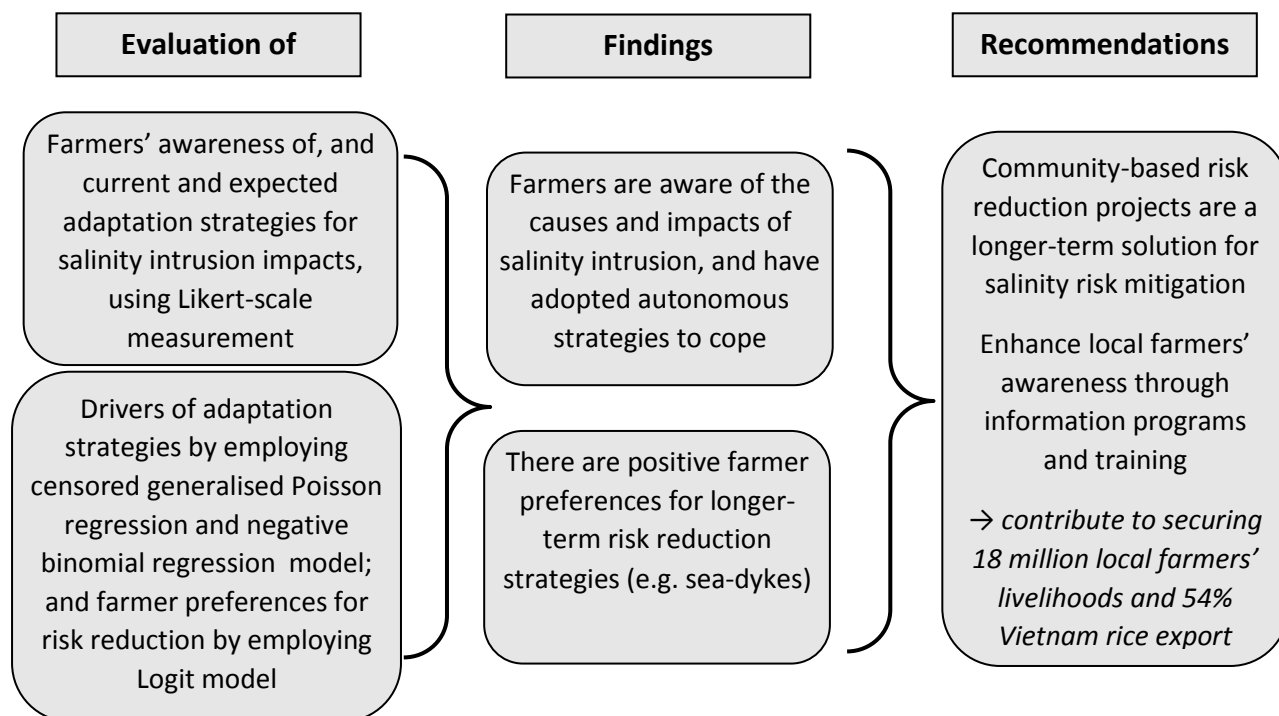 Evaluation of
Farmers’ awareness of, and
current and expected
adaptation strategies for
salinity intrusion impacts,
using Likert-scale
measurement
Drivers of adaptation
strategies by employing
censored generalised Poisson
regression and negative
binomial regression model;
and farmer preferences for
risk reduction by employing
Logit model
Findings
Farmers are aware of the
causes and impacts of
salinity intrusion, and have
adopted autonomous
strategies to cope
There are positive farmer
preferences for longer-
term risk reduction
strategies (e.g. sea-dykes)
Recommendations
Community-based risk
reduction projects are a
longer-term solution for
salinity risk mitigation
Enhance local farmers’
awareness through
information programs
and training
→ contribute to securing
18 million local farmers’
livelihoods and 54%
Vietnam rice export